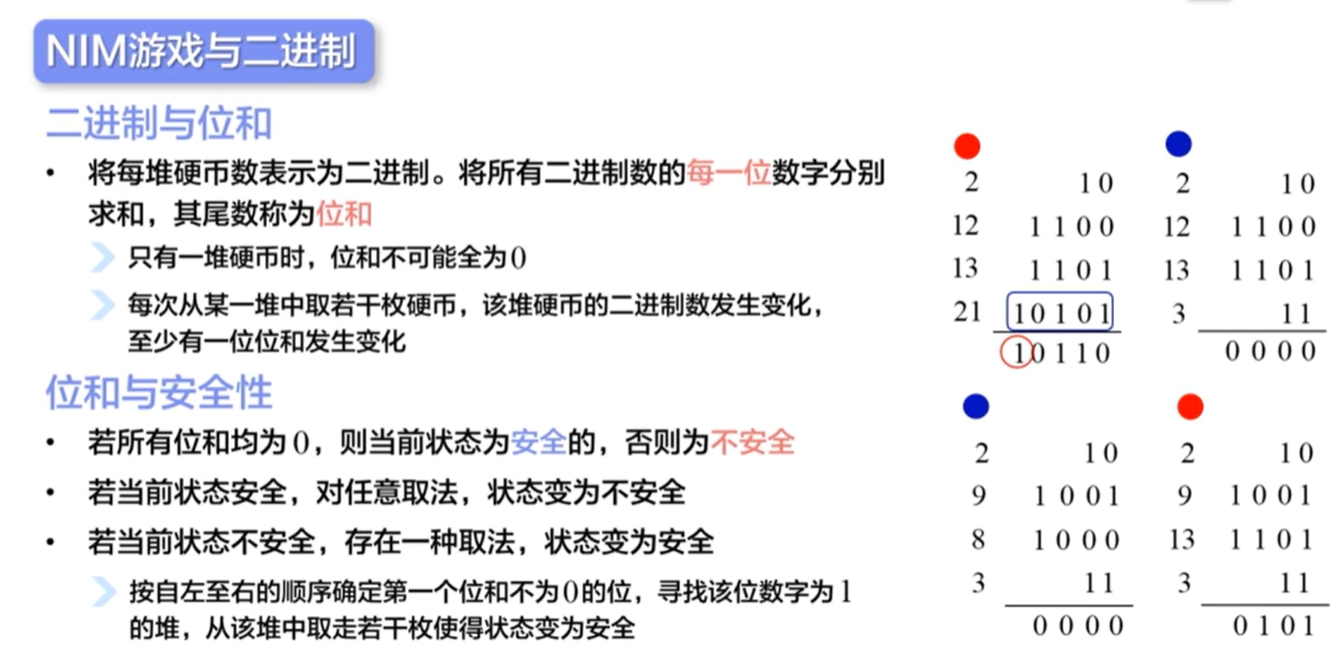 NIM游戏与二进制
二进制与位和
• 将每堆硬币数表示为二进制。将所有二进制数的每一位数字分别
求和，其尾数称为位和
只有一堆硬币时，位和不可能全为0
每次从某一堆中取若干枚硬币，该堆硬币的二进制数发生变化，
至少有一位位和发生变化
位和与安全性
• 若所有位和均为0，则当前状态为安全的，否则为不安全
• 若当前状态安全，对任意取法，状态变为不安全
• 若当前状态不安全，存在一种取法，状态变为安全
按自左至右的顺序确定第一个位和不为0的位，寻找该位数字为1
的堆，从该堆中取走若干枚使得状态变为安全
2 10
12 1100
13 1101
21 10101
10110
2 10
12 1100
13 1101
3 11
0000
2 10
9 1001
8 1000
3 11
0000
2 10
9 1001
13 1101
3 11
0101